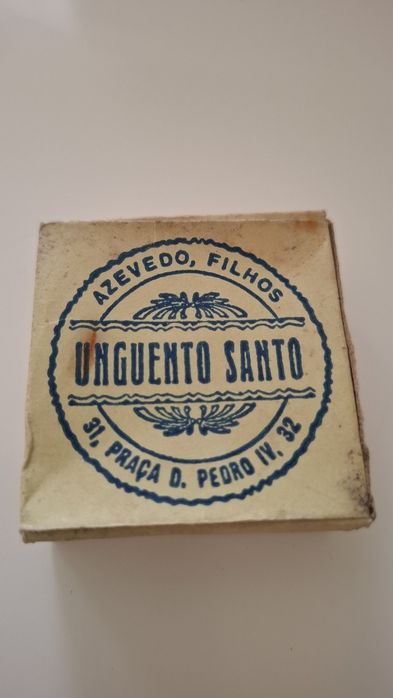 AZEVEDO, FILHOS
UNGUENTO SANTO
31, PRAÇA D. PEDRO IV, 32